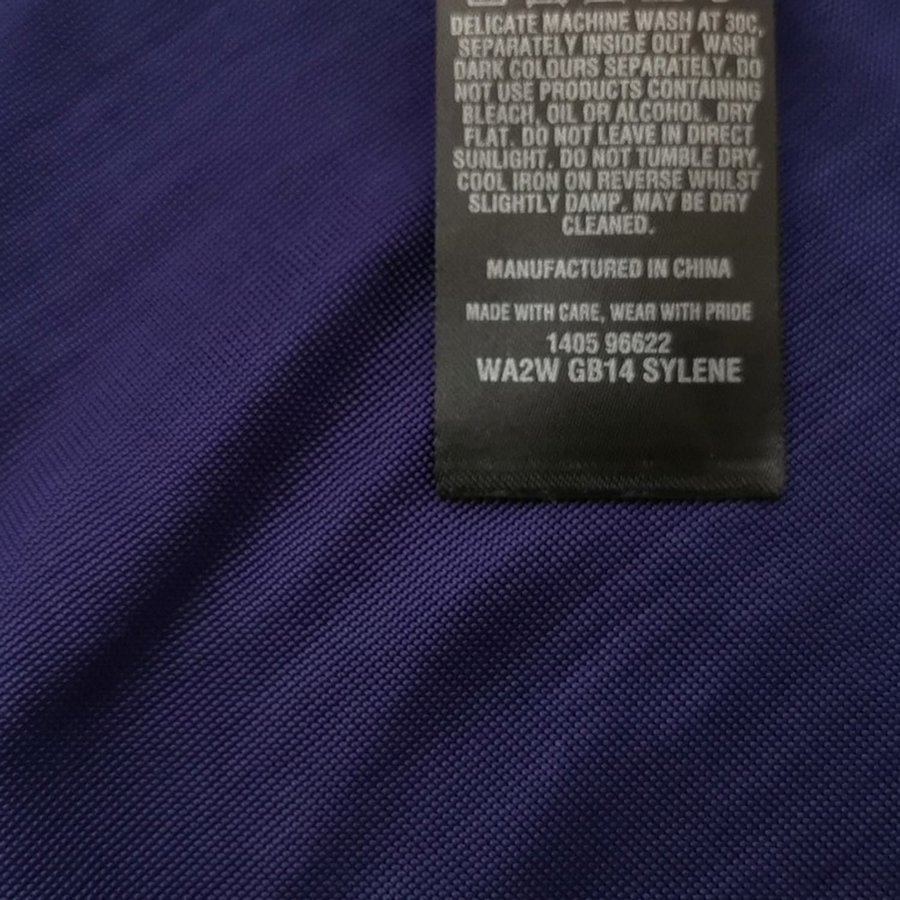 DELICATE MACHINE WASH AT 30C,
SEPARATELY INSIDE OUT. WASH
DARK COLOURS SEPARATELY. DO
NOT USE PRODUCTS CONTAINING
BLEACH, OIL OR ALCOHOL. DRY
FLAT. DO NOT LEAVE IN DIRECT
SUNLIGHT. DO NOT TUMBLE DRY.
COOL IRON ON REVERSE WHILST
SLIGHTLY DAMP. MAY BE DRY
CLEANED.
MANUFACTURED IN CHINA
MADE WITH CARE, WEAR WITH PRIDE
1405 96622
WA2W GB14 SYLENE